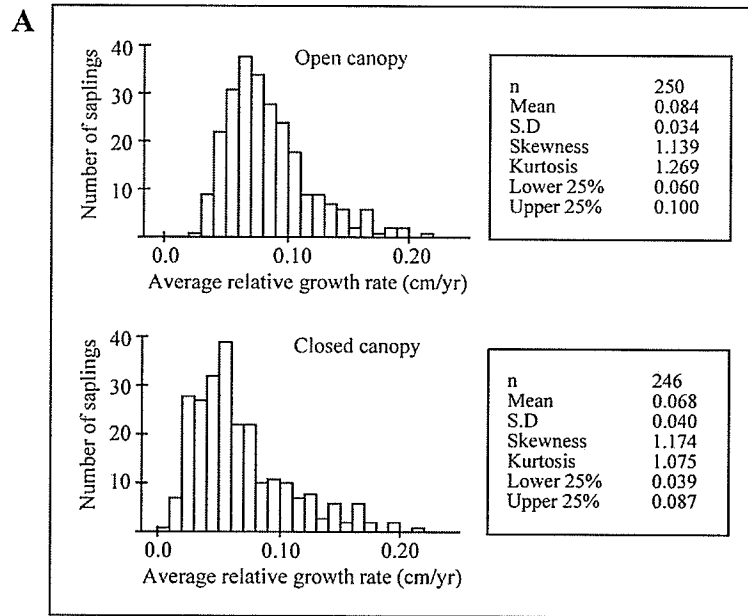 A
Open canopy
40
30
20
10
Number of saplings
0.0 0.10 0.20
Average relative growth rate (cm/yr)
n 250
Mean 0.084
S.D 0.034
Skewness 1.139
Kurtosis 1.269
Lower 25% 0.060
Upper 25% 0.100
Closed canopy
40
30
20
10
Number of saplings
0.0 0.10 0.20
Average relative growth rate (cm/yr)
n 246
Mean 0.068
S.D 0.040
Skewness 1.174
Kurtosis 1.075
Lower 25% 0.039
Upper 25% 0.087